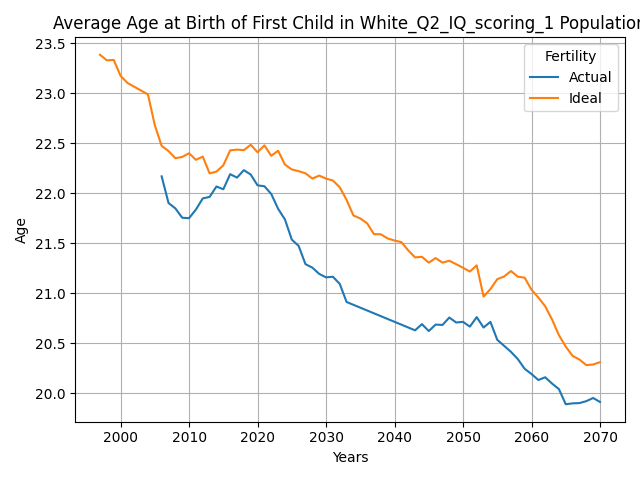 Average Age at Birth of First Child in White_Q2_IQ_scoring_1 Population
Fertility
Actual
Ideal
23.5
23.0
22.5
22.0
21.5
21.0
20.5
20.0
Age
2000
2010
2020
2030
2040
2050
2060
2070
Years